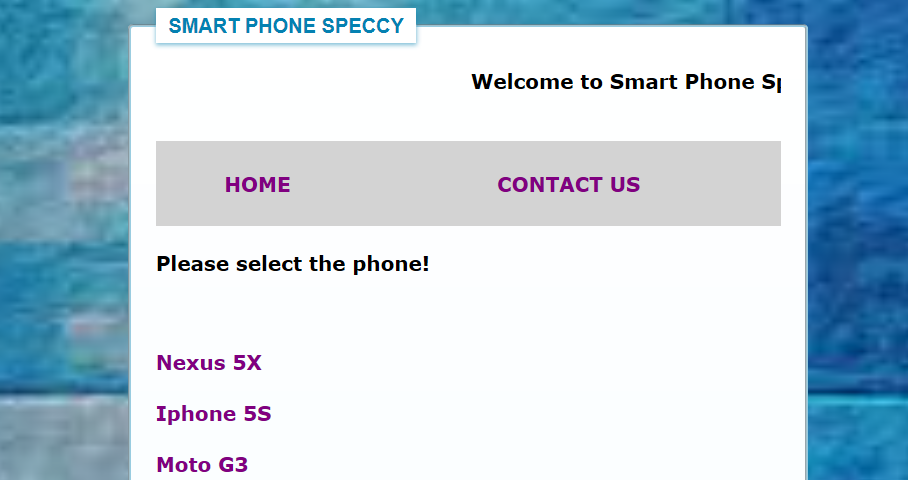 SMART PHONE SPECCY
Welcome to Smart Phone
HOME CONTACT US
Please select the phone!
Nexus 5X
Iphone 5S
Moto G3